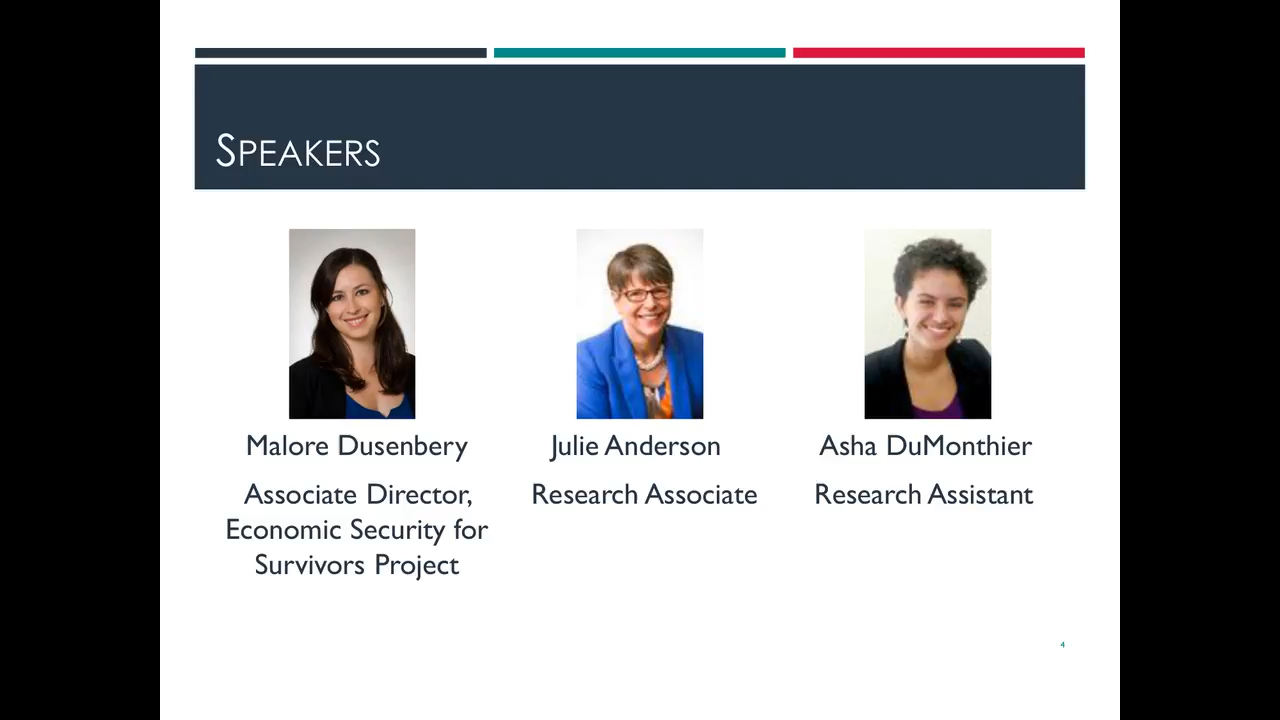 SPEAKERS
Malore Dusenbery
Associate Director,
Economic Security for
Survivors Project
Julie Anderson
Research Associate
Asha DuMonthier
Research Assistant
4